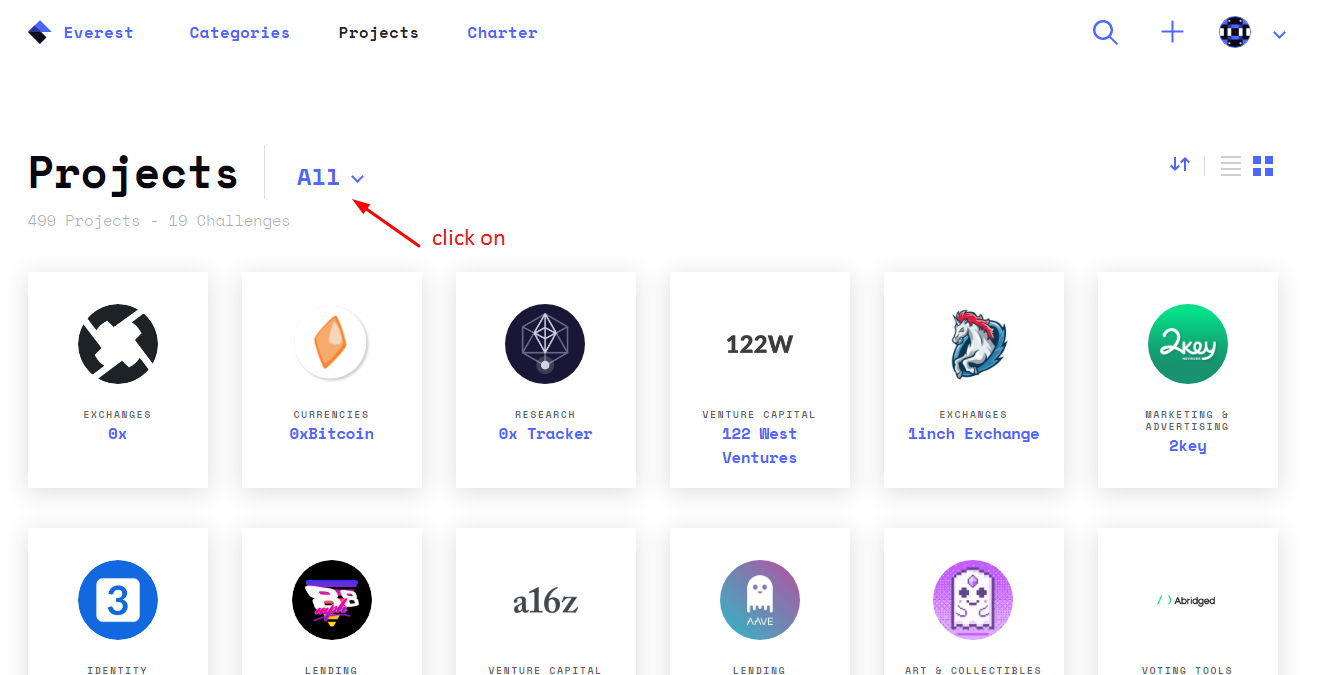 Everest Categories Projects Charter
Projects All
499 Projects - 19 Challenges
click on
122W
2key
NETWORK
EXCHANGES
0x
CURRENCIES
0xBitcoin
RESEARCH
0x Tracker
VENTURE CAPITAL
122 West
Ventures
EXCHANGES
1inch Exchange
MARKETING &
ADVERTISING
2key
3
a16z
AAVE
Abridged
IDENTITY
LENDING
VENTURE CAPITAL
LENDING
ART & COLLECTIBLES
VOTING TOOLS